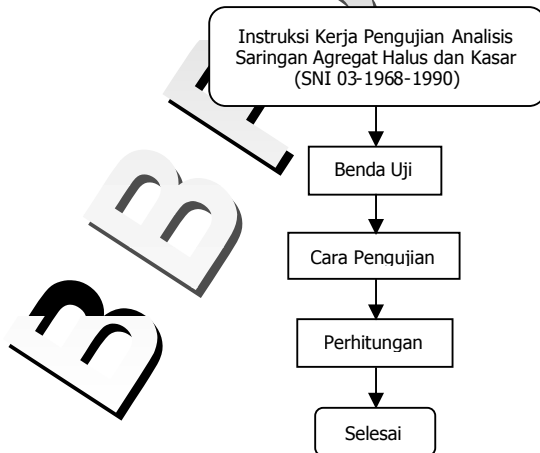 Instruksi Kerja Pengujian Analisis
Saringan Agregat Halus dan Kasar
(SNI 03-1968-1990)
Benda Uji
Cara Pengujian
Perhitungan
Selesai
B B